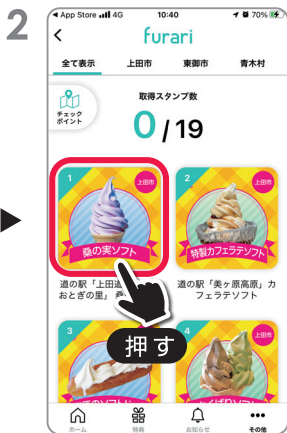 2
App Store 4G 10:40 70%
furari
全て表示 上田市 東御市 青木村
チェック
ポイント
取得スタンプ数
0/19
1
上田市
桑の実ソフト
2
上田市
特製カフェラテソフト
道の駅「上田道
おとぎの里」
道の駅「美ヶ原高原」カ
フェラテソフト
押す
3
4
上田市
ホーム 特典 お知らせ その他